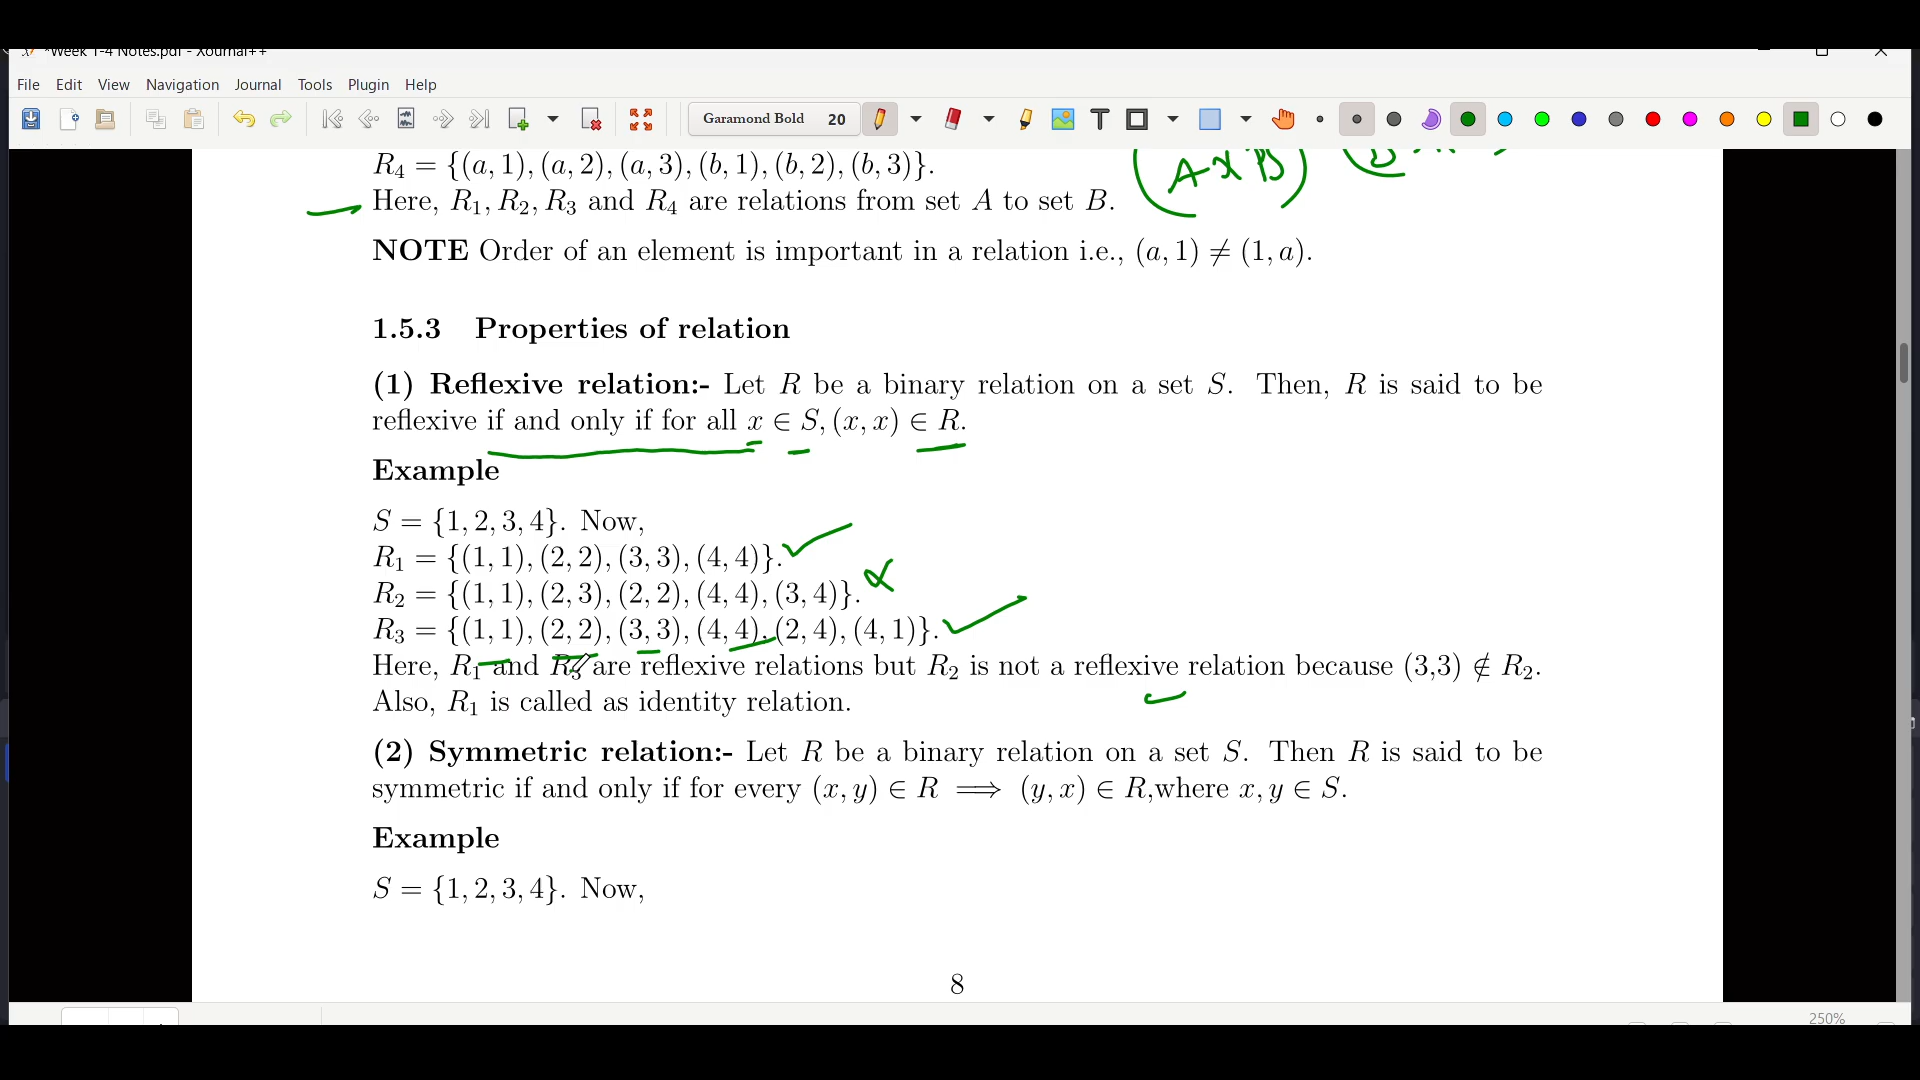 *Week 1-4 Notes.pdf - Xournal++
File Edit View Navigation Journal Tools Plugin Help
Garamond Bold 20
R₄ = {(a, 1), (a, 2), (a, 3), (b, 1), (b, 2), (b, 3)}.
(A×B)
Here, R₁, R₂, R₃ and R₄ are relations from set A to set B.
NOTE Order of an element is important in a relation i.e., (a, 1) ≠ (1, a).
1.5.3 Properties of relation
(1) Reflexive relation:- Let R be a binary relation on a set S. Then, R is said to be
reflexive if and only if for all x ∈ S, (x, x) ∈ R.
Example
S = {1, 2, 3, 4}. Now,
R₁ = {(1, 1), (2, 2), (3, 3), (4, 4)}.
R₂ = {(1, 1), (2, 3), (2, 2), (4, 4), (3, 4)}.
R₃ = {(1, 1), (2, 2), (3, 3), (4, 4), (2, 4), (4, 1)}.
Here, R₁ and R₃ are reflexive relations but R₂ is not a reflexive relation because (3,3) ∉ R₂.
Also, R₁ is called as identity relation.
(2) Symmetric relation:- Let R be a binary relation on a set S. Then R is said to be
symmetric if and only if for every (x, y) ∈ R ⟹ (y, x) ∈ R,where x, y ∈ S.
Example
S = {1, 2, 3, 4}. Now,
8
250%